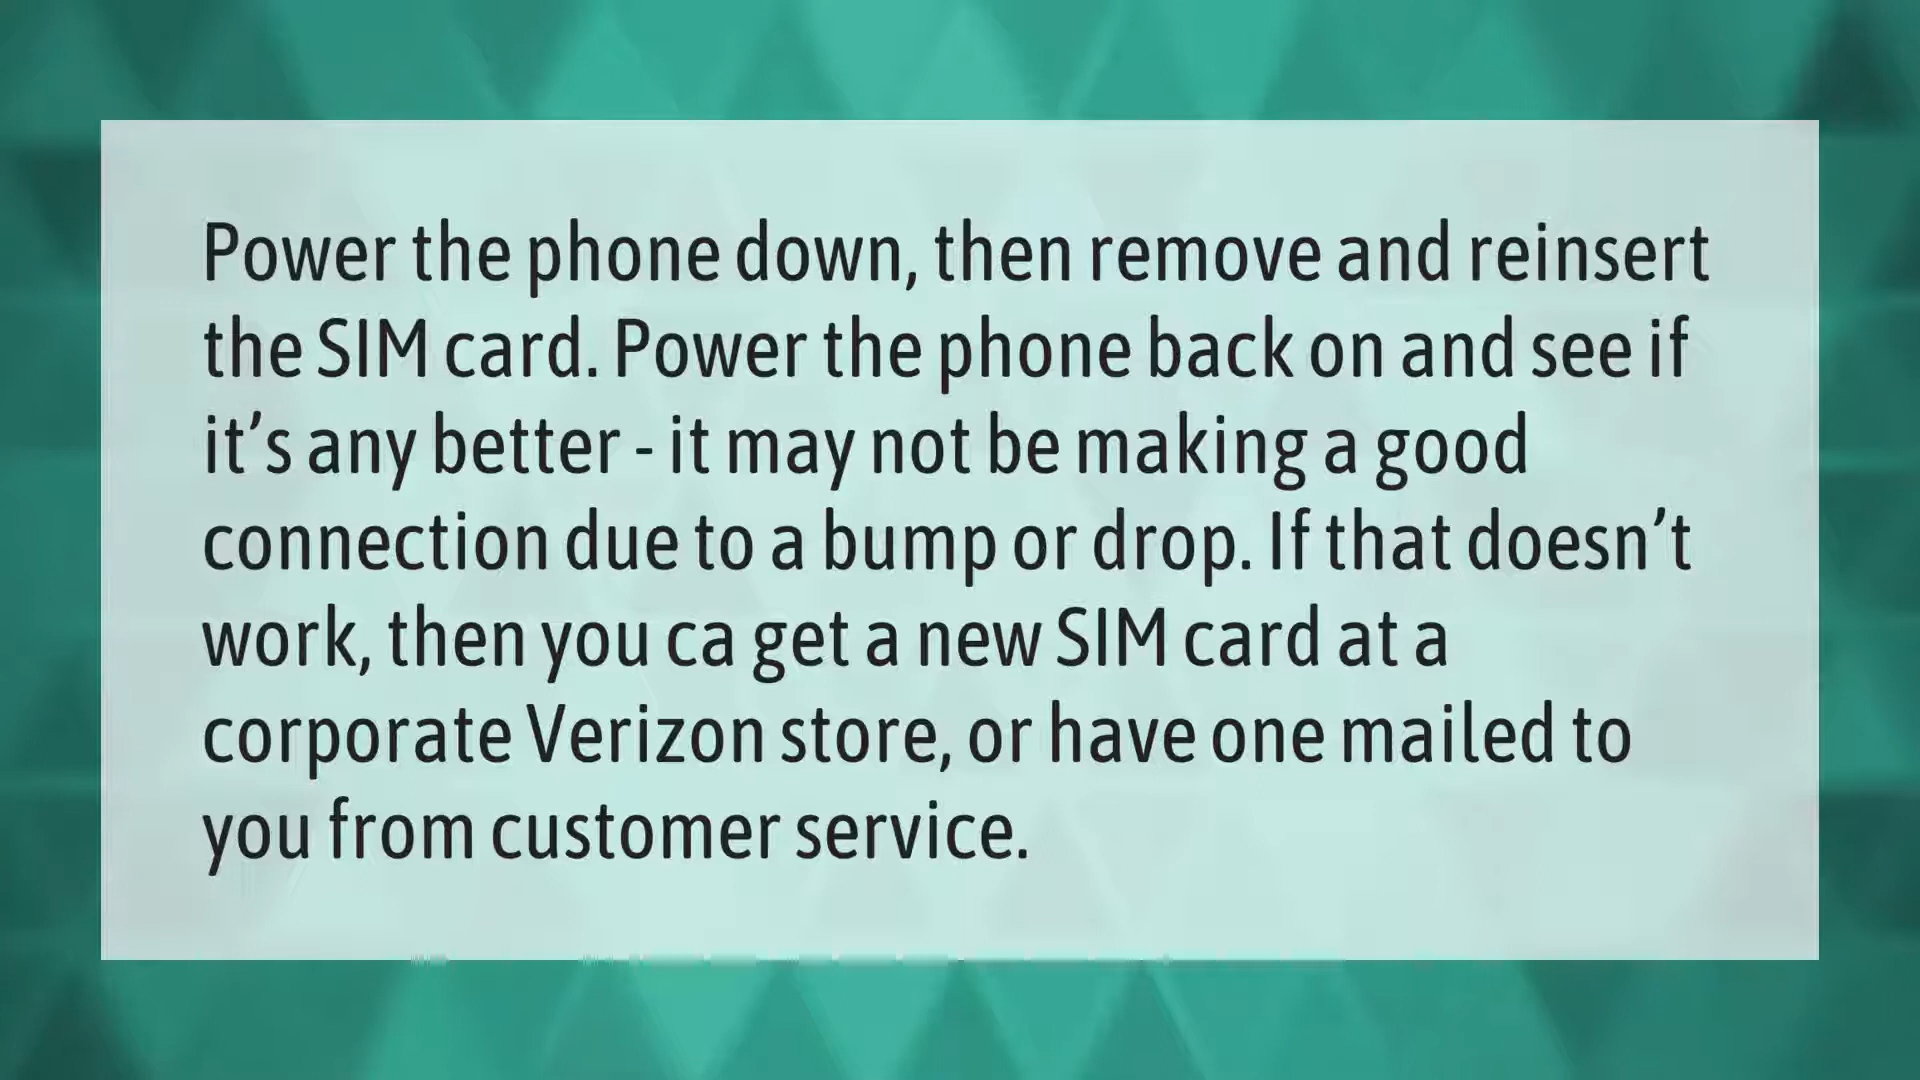 Power the phone down, then remove and reinsert
the SIM card. Power the phone back on and see if
it’s any better - it may not be making a good
connection due to a bump or drop. If that doesn’t
work, then you ca get a new SIM card at a
corporate Verizon store, or have one mailed to
you from customer service.